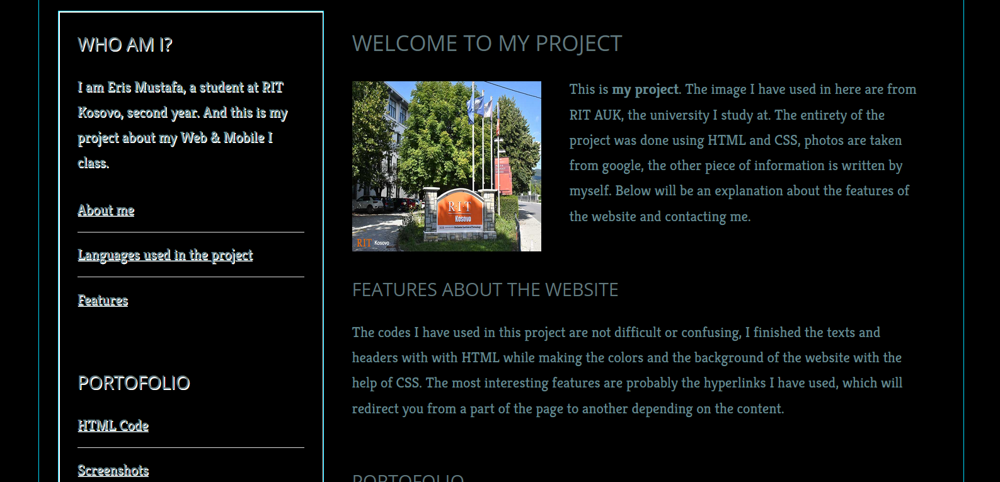 WHO AM I?
I am Eris Mustafa, a student at RIT
Kosovo, second year. And this is my
project about my Web & Mobile I
class.
About me
Languages used in the project
Features
PORTOFOLIO
HTML Code
Screenshots
WELCOME TO MY PROJECT
R·I·T
Kosovo
RIT Kosovo
This is my project. The image I have used in here are from
RIT AUK, the university I study at. The entirety of the
project was done using HTML and CSS, photos are taken
from google, the other piece of information is written by
myself. Below will be an explanation about the features of
the website and contacting me.
FEATURES ABOUT THE WEBSITE
The codes I have used in this project are not difficult or confusing, I finished the texts and
headers with with HTML while making the colors and the background of the website with the
help of CSS. The most interesting features are probably the hyperlinks I have used, which will
redirect you from a part of the page to another depending on the content.
PORTOFOLIO